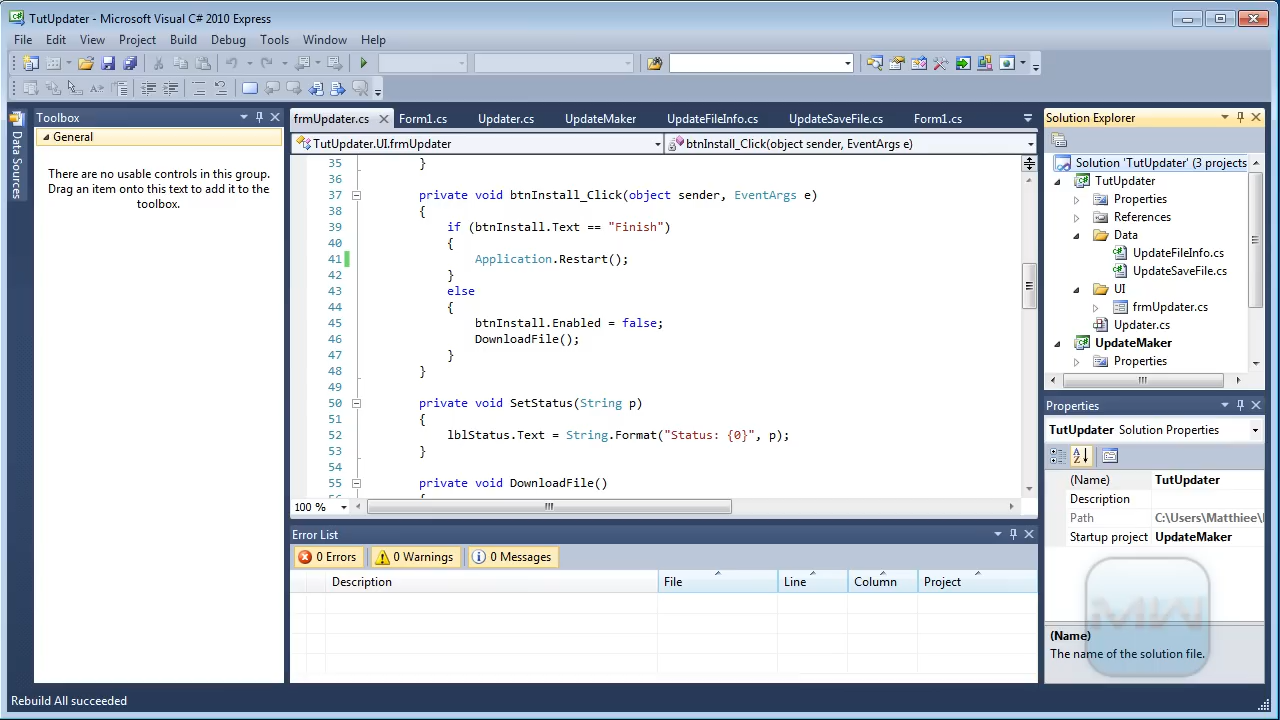 TutUpdater - Microsoft Visual C# 2010 Express
File Edit View Project Build Debug Tools Window Help
Toolbox
General
There are no usable controls in this group.
Drag an item onto this text to add it to the
toolbox.
Data Sources
frmUpdater.cs Form1.cs Updater.cs UpdateMaker UpdateFileInfo.cs UpdateSaveFile.cs Form1.cs
TutUpdater.UI.frmUpdater btnInstall_Click(object sender, EventArgs e)
35 }
36
37 private void btnInstall_Click(object sender, EventArgs e)
38 {
39 if (btnInstall.Text == "Finish")
40 {
41 Application.Restart();
42 }
43 else
44 {
45 btnInstall.Enabled = false;
46 DownloadFile();
47 }
48 }
49
50 private void SetStatus(String p)
51 {
52 lblStatus.Text = String.Format("Status: {0}", p);
53 }
54
55 private void DownloadFile()
100 %
Error List
0 Errors 0 Warnings 0 Messages
Description File Line Column Project
Solution Explorer
Solution 'TutUpdater' (3 projects
TutUpdater
Properties
References
Data
UpdateFileInfo.cs
UpdateSaveFile.cs
UI
frmUpdater.cs
Updater.cs
UpdateMaker
Properties
Properties
TutUpdater Solution Properties
(Name) TutUpdater
Description
Path C:\Users\Matthiee\
Startup project UpdateMaker
MW
(Name)
The name of the solution file.
Rebuild All succeeded